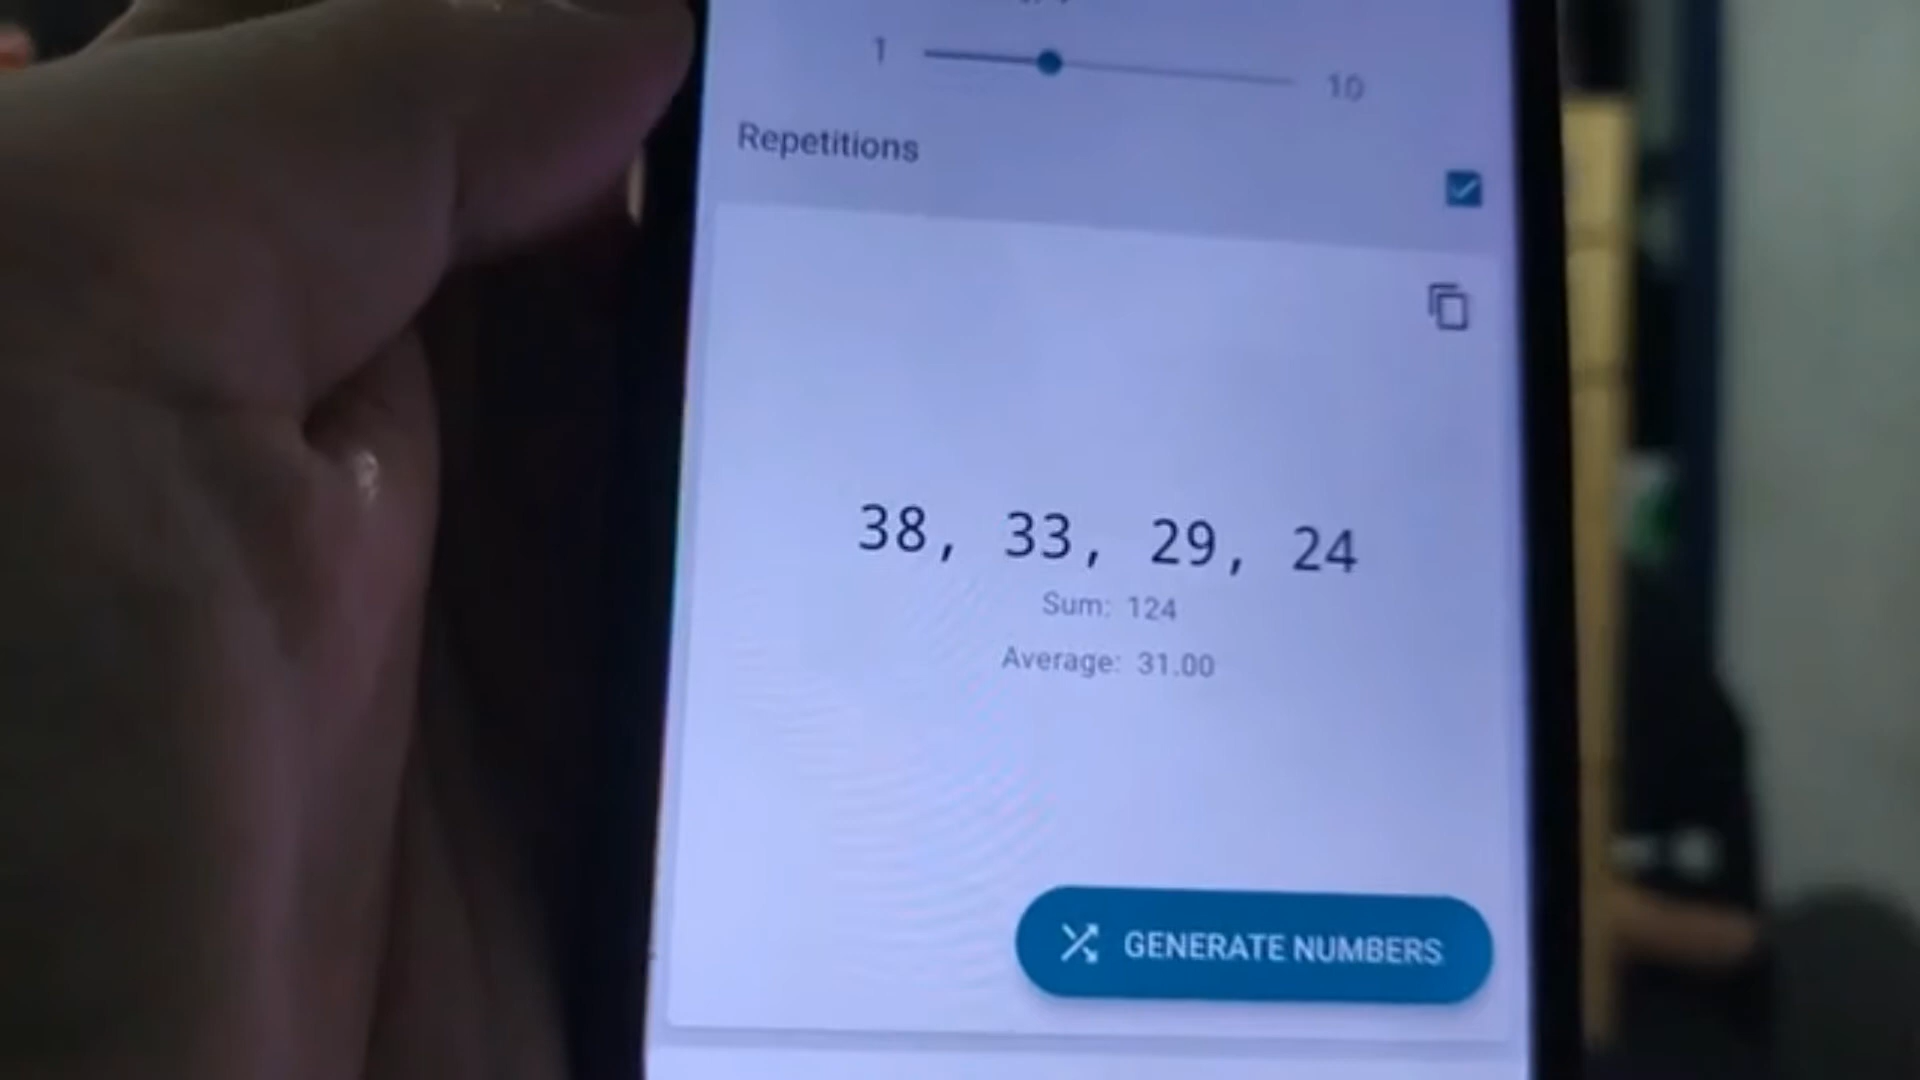 1 10
Repetitions
38, 33, 29, 24
Sum: 124
Average: 31.00
GENERATE NUMBERS